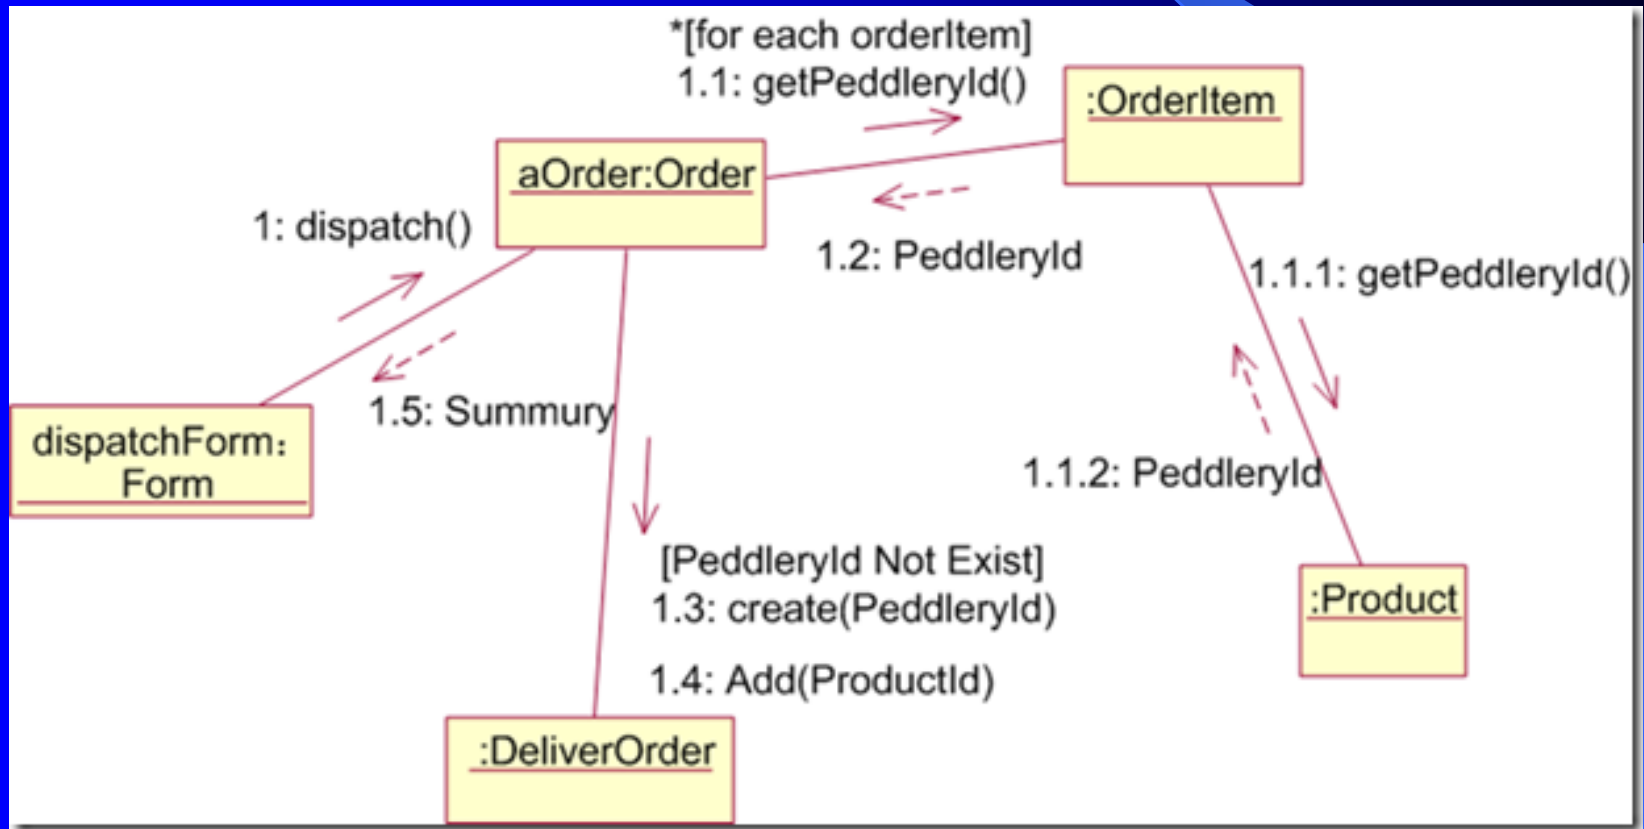 *[for each orderItem]
1.1: getPeddleryId()
:OrderItem
aOrder:Order
1: dispatch()
1.2: PeddleryId
1.1.1: getPeddleryId()
1.5: Summury
dispatchForm:
Form
1.1.2: PeddleryId
[PeddleryId Not Exist]
1.3: create(PeddleryId)
:Product
1.4: Add(ProductId)
:DeliverOrder